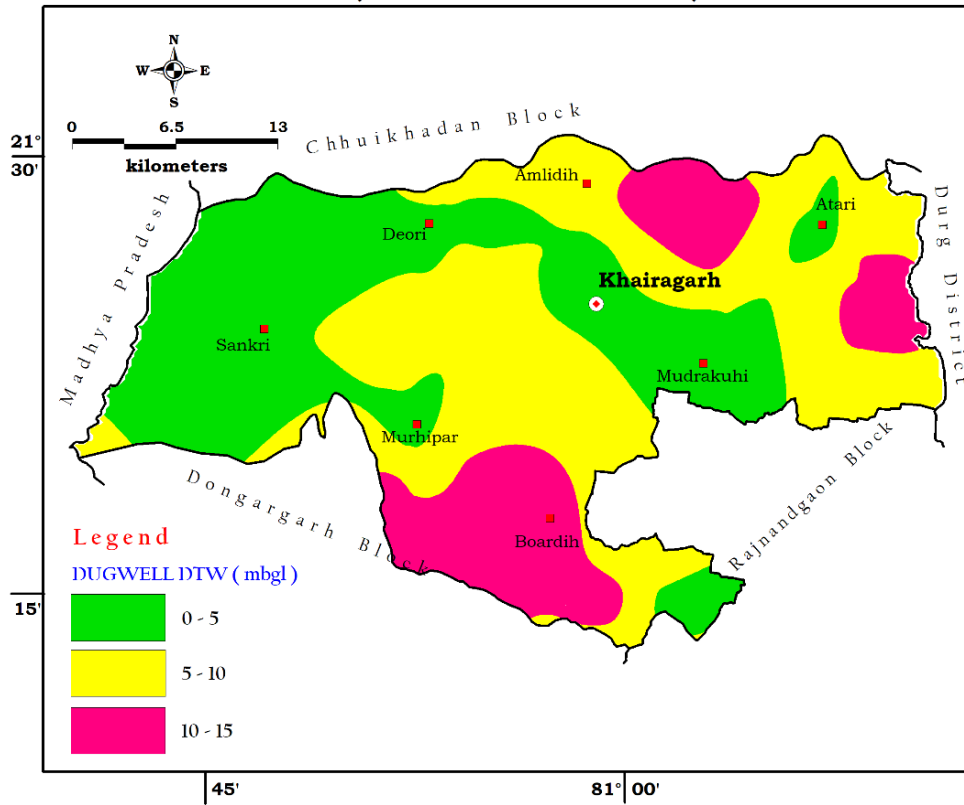 N
W E
S
0 6.5 13
kilometers
21°
30'
Chhuikhadan Block
Madhya Pradesh
Durg District
Amlidih
Atari
Deori
Khairagarh
Sankri
Mudrakuhi
Murhipar
Dongargarh Block
Boardih
Rajnandgaon Block
Legend
DUGWELL DTW ( mbgl )
0 - 5
5 - 10
10 - 15
15'
45'
81° 00'